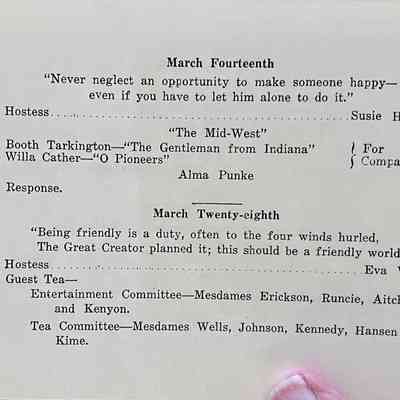 March Fourteenth
"Never neglect an opportunity to make someone happy—
even if you have to let him alone to do it."
Hostess..............................................Susie H
"The Mid-West"
Booth Tarkington—"The Gentleman from Indiana" } For
Willa Cather—"O Pioneers" } Compa
Alma Punke
Response.
March Twenty-eighth
"Being friendly is a duty, often to the four winds hurled,
The Great Creator planned it; this should be a friendly world
Hostess..............................................Eva
Guest Tea—
Entertainment Committee—Mesdames Erickson, Runcie, Aitch
and Kenyon.
Tea Committee—Mesdames Wells, Johnson, Kennedy, Hansen
Kime.